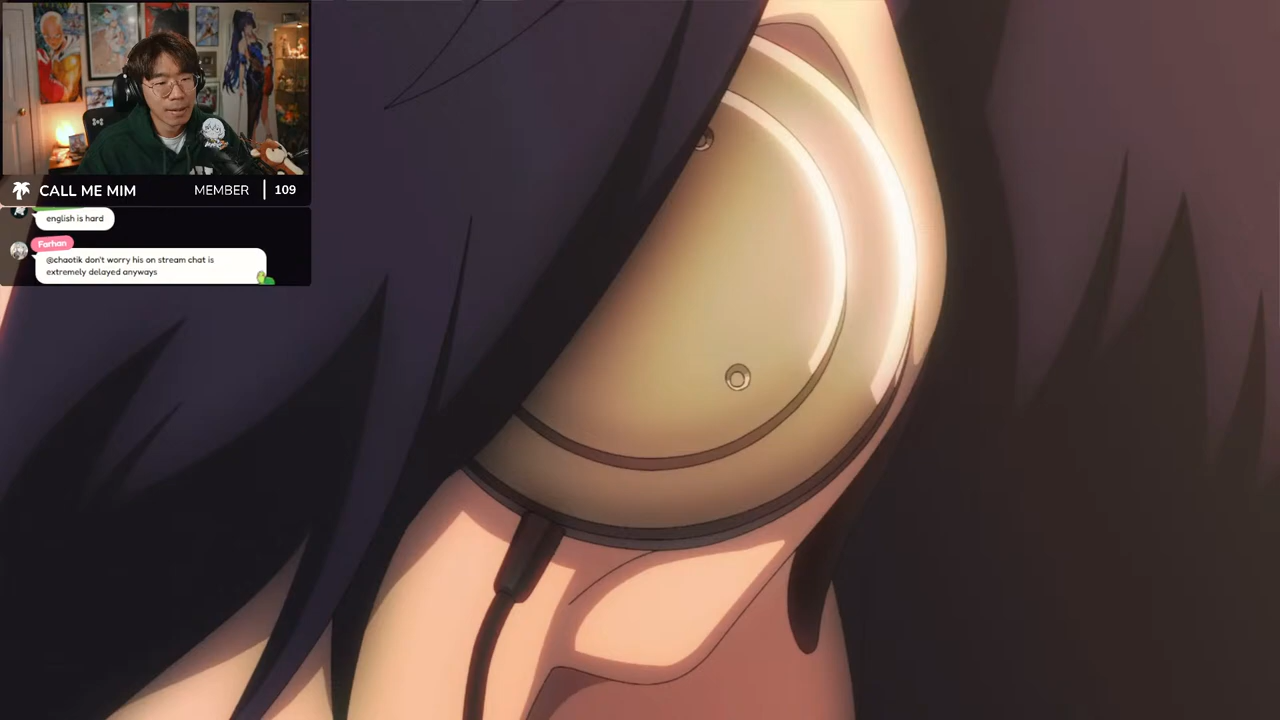 CALL ME MIM MEMBER | 109
english is hard
Farhan
@chaotik don't worry his on stream chat is
extremely delayed anyways